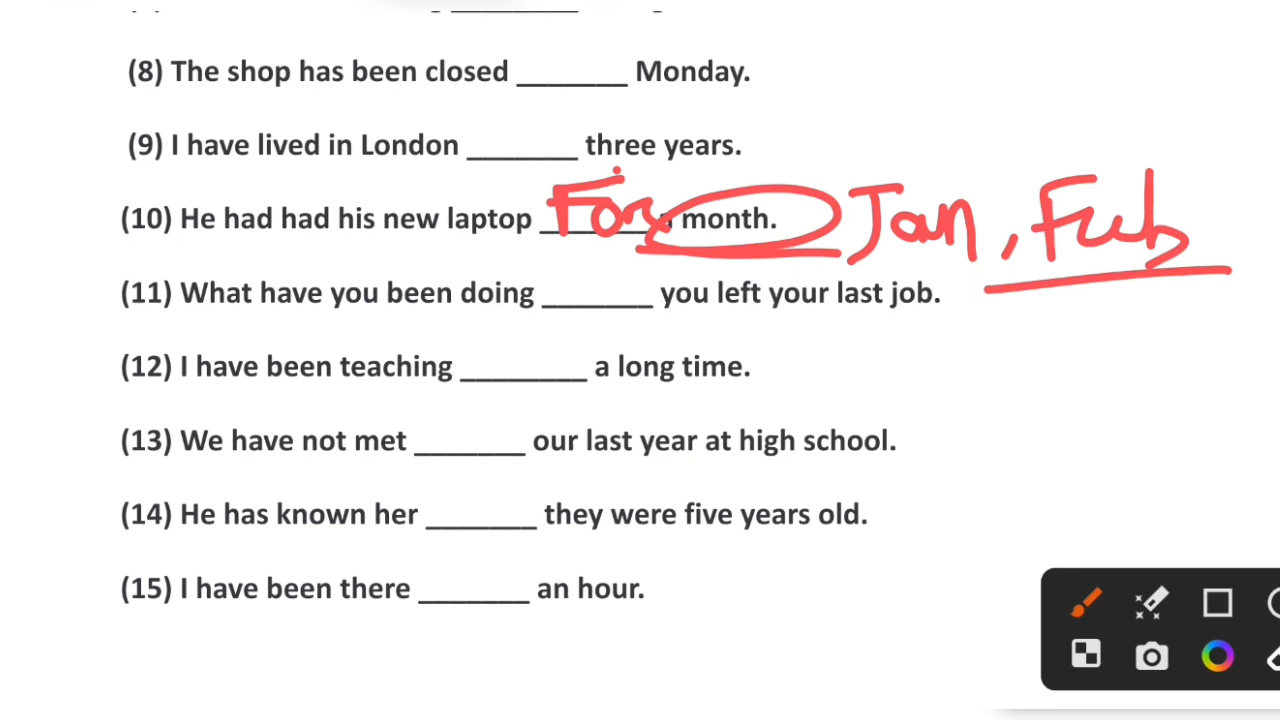 (8) The shop has been closed _______ Monday.
(9) I have lived in London _______ three years.
(10) He had had his new laptop _______ month. For Jan, Feb
(11) What have you been doing _______ you left your last job.
(12) I have been teaching ________ a long time.
(13) We have not met _______ our last year at high school.
(14) He has known her _______ they were five years old.
(15) I have been there _______ an hour.